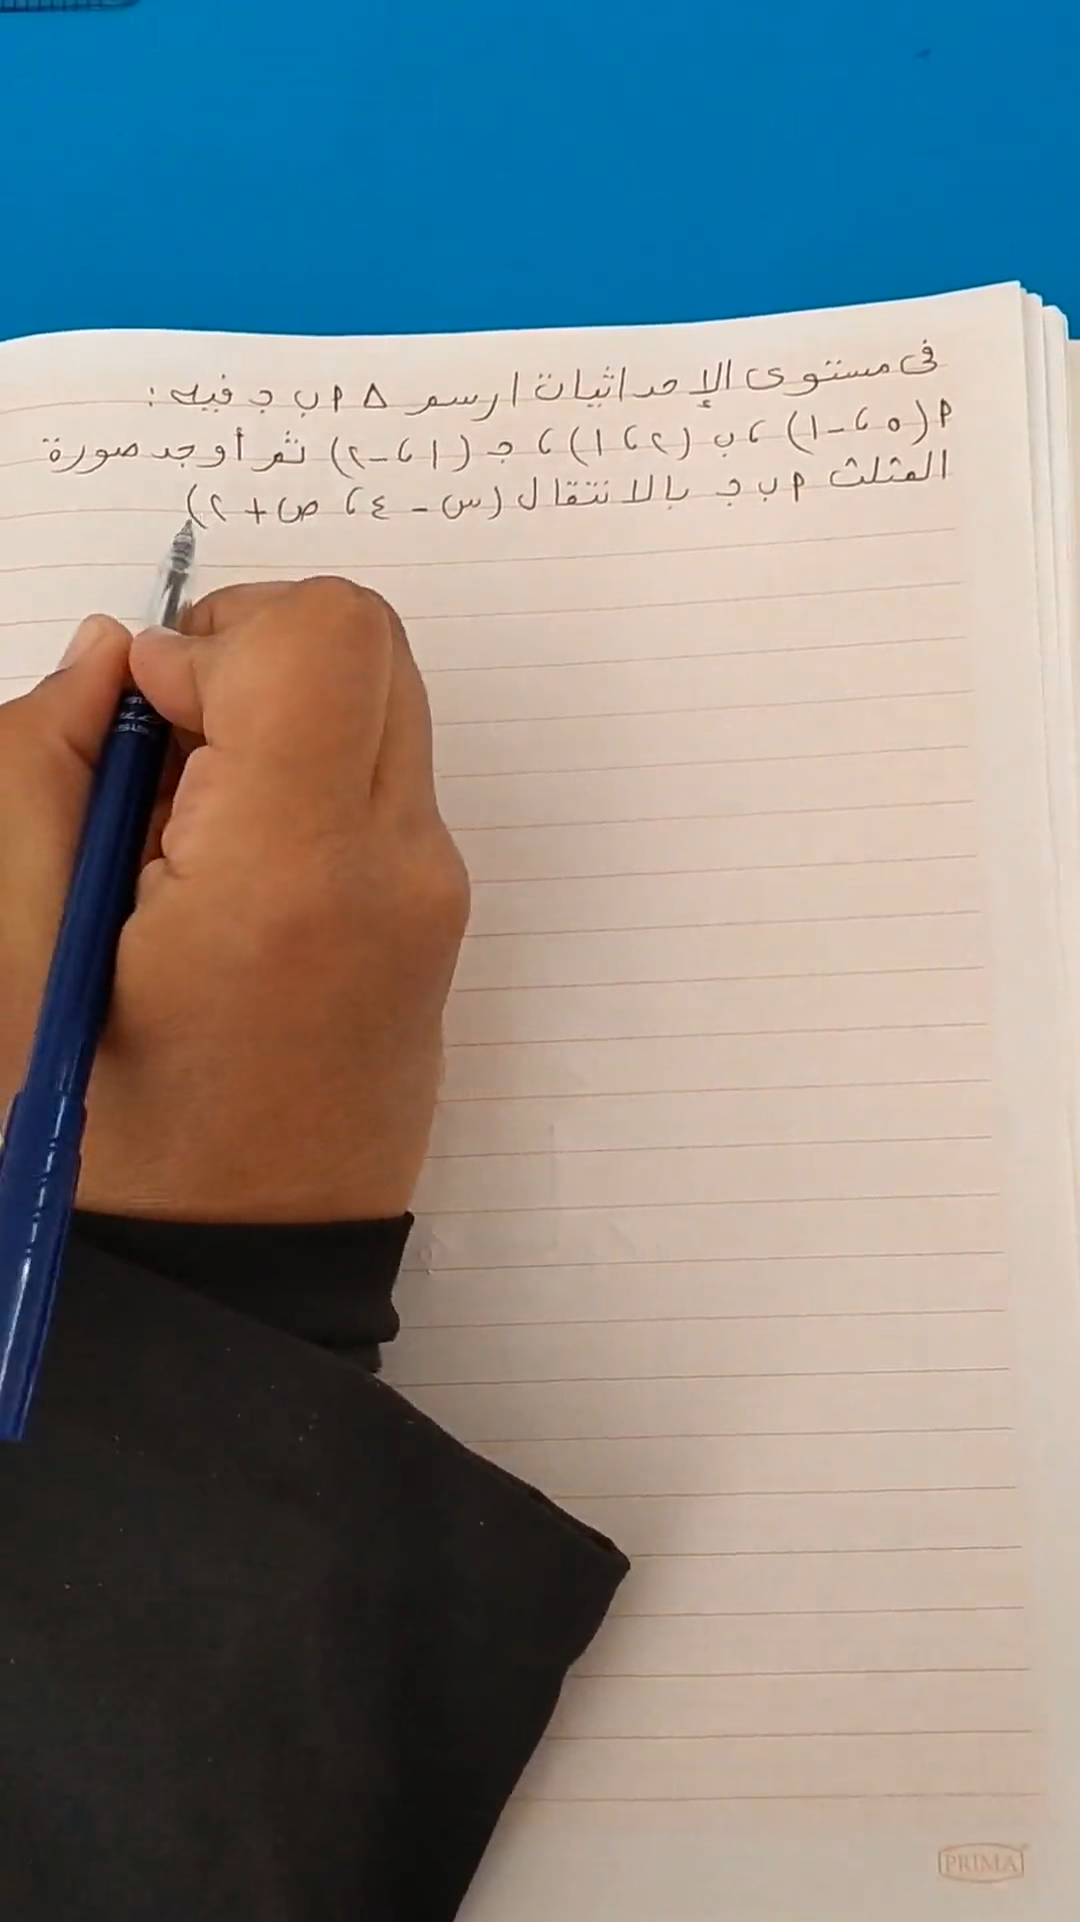 فى مستوى الإحداثيات ارسم △ أ ب جـ فيه :
أ (٥ ، -١) ، ب (٢ ، ١) ، جـ (١ ، -٢) ثم أوجد صورة
المثلث أ ب جـ بالانتقال (س - ٤ ، ص + ٢)
PRIMA